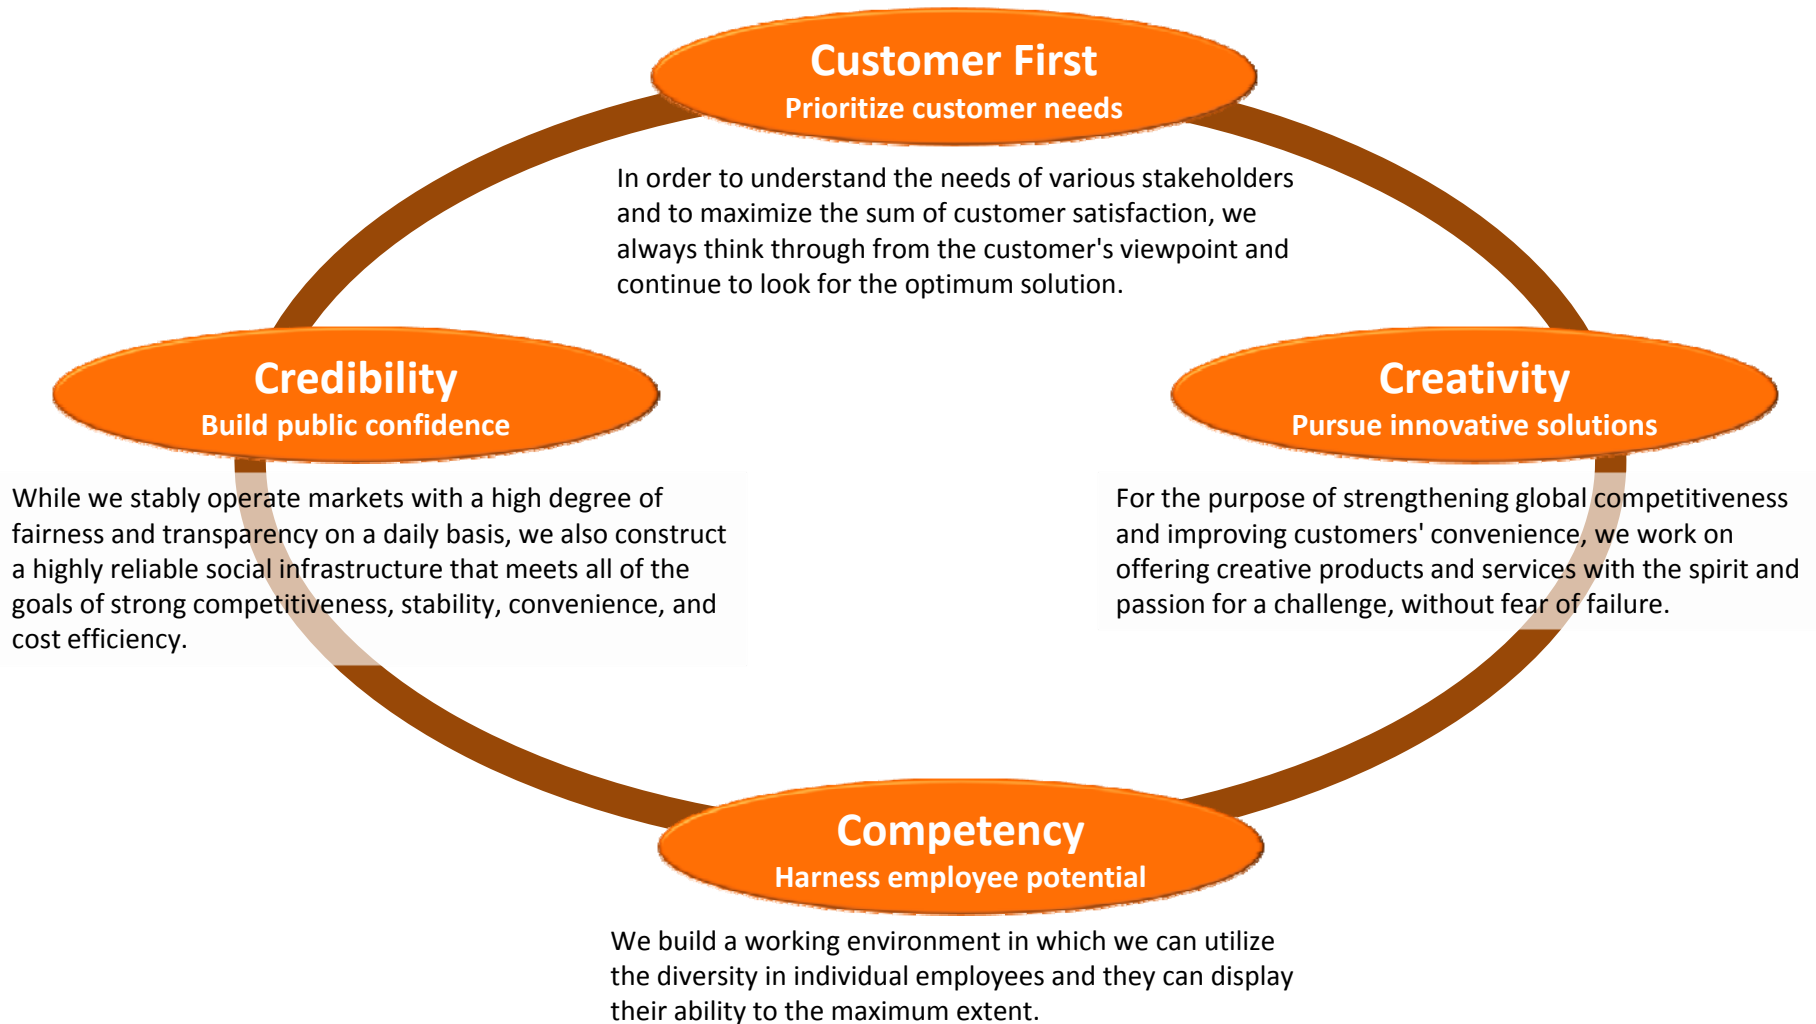 Customer First
Prioritize customer needs
In order to understand the needs of various stakeholders
and to maximize the sum of customer satisfaction, we
always think through from the customer's viewpoint and
continue to look for the optimum solution.
Credibility
Build public confidence
While we stably operate markets with a high degree of
fairness and transparency on a daily basis, we also construct
a highly reliable social infrastructure that meets all of the
goals of strong competitiveness, stability, convenience, and
cost efficiency.
Creativity
Pursue innovative solutions
For the purpose of strengthening global competitiveness
and improving customers' convenience, we work on
offering creative products and services with the spirit and
passion for a challenge, without fear of failure.
Competency
Harness employee potential
We build a working environment in which we can utilize
the diversity in individual employees and they can display
their ability to the maximum extent.